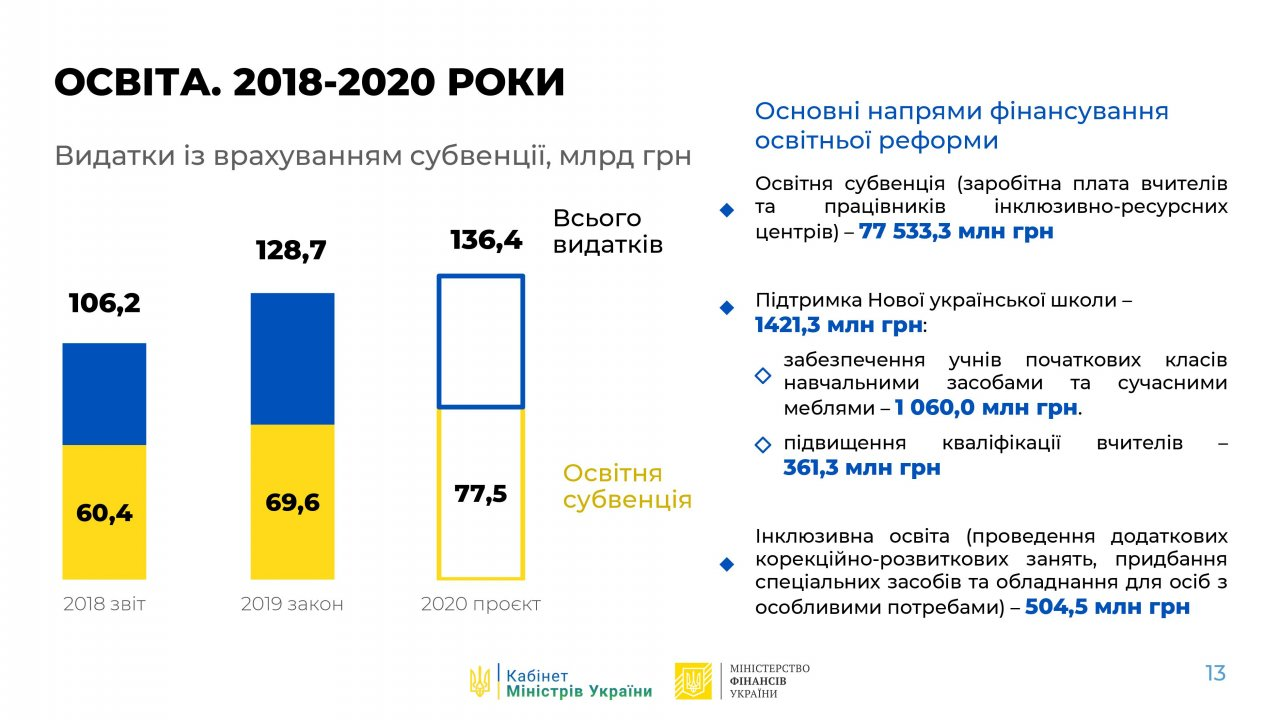 ОСВІТА. 2018-2020 РОКИ
Видатки із врахуванням субвенції, млрд грн
106,2
128,7
136,4
Всього
видатків
60,4
69,6
77,5
Освітня
субвенція
2018 звіт
2019 закон
2020 проєкт
Основні напрями фінансування
освітньої реформи
Освітня субвенція (заробітна плата вчителів
та працівників інклюзивно-ресурсних
центрів) – 77 533,3 млн грн
Підтримка Нової української школи –
1421,3 млн грн:
забезпечення учнів початкових класів
навчальними засобами та сучасними
меблями – 1 060,0 млн грн.
підвищення кваліфікації вчителів –
361,3 млн грн
Інклюзивна освіта (проведення додаткових
корекційно-розвиткових занять, придбання
спеціальних засобів та обладнання для осіб з
особливими потребами) – 504,5 млн грн
Кабінет
Міністрів України
МІНІСТЕРСТВО
ФІНАНСІВ
УКРАЇНИ
13